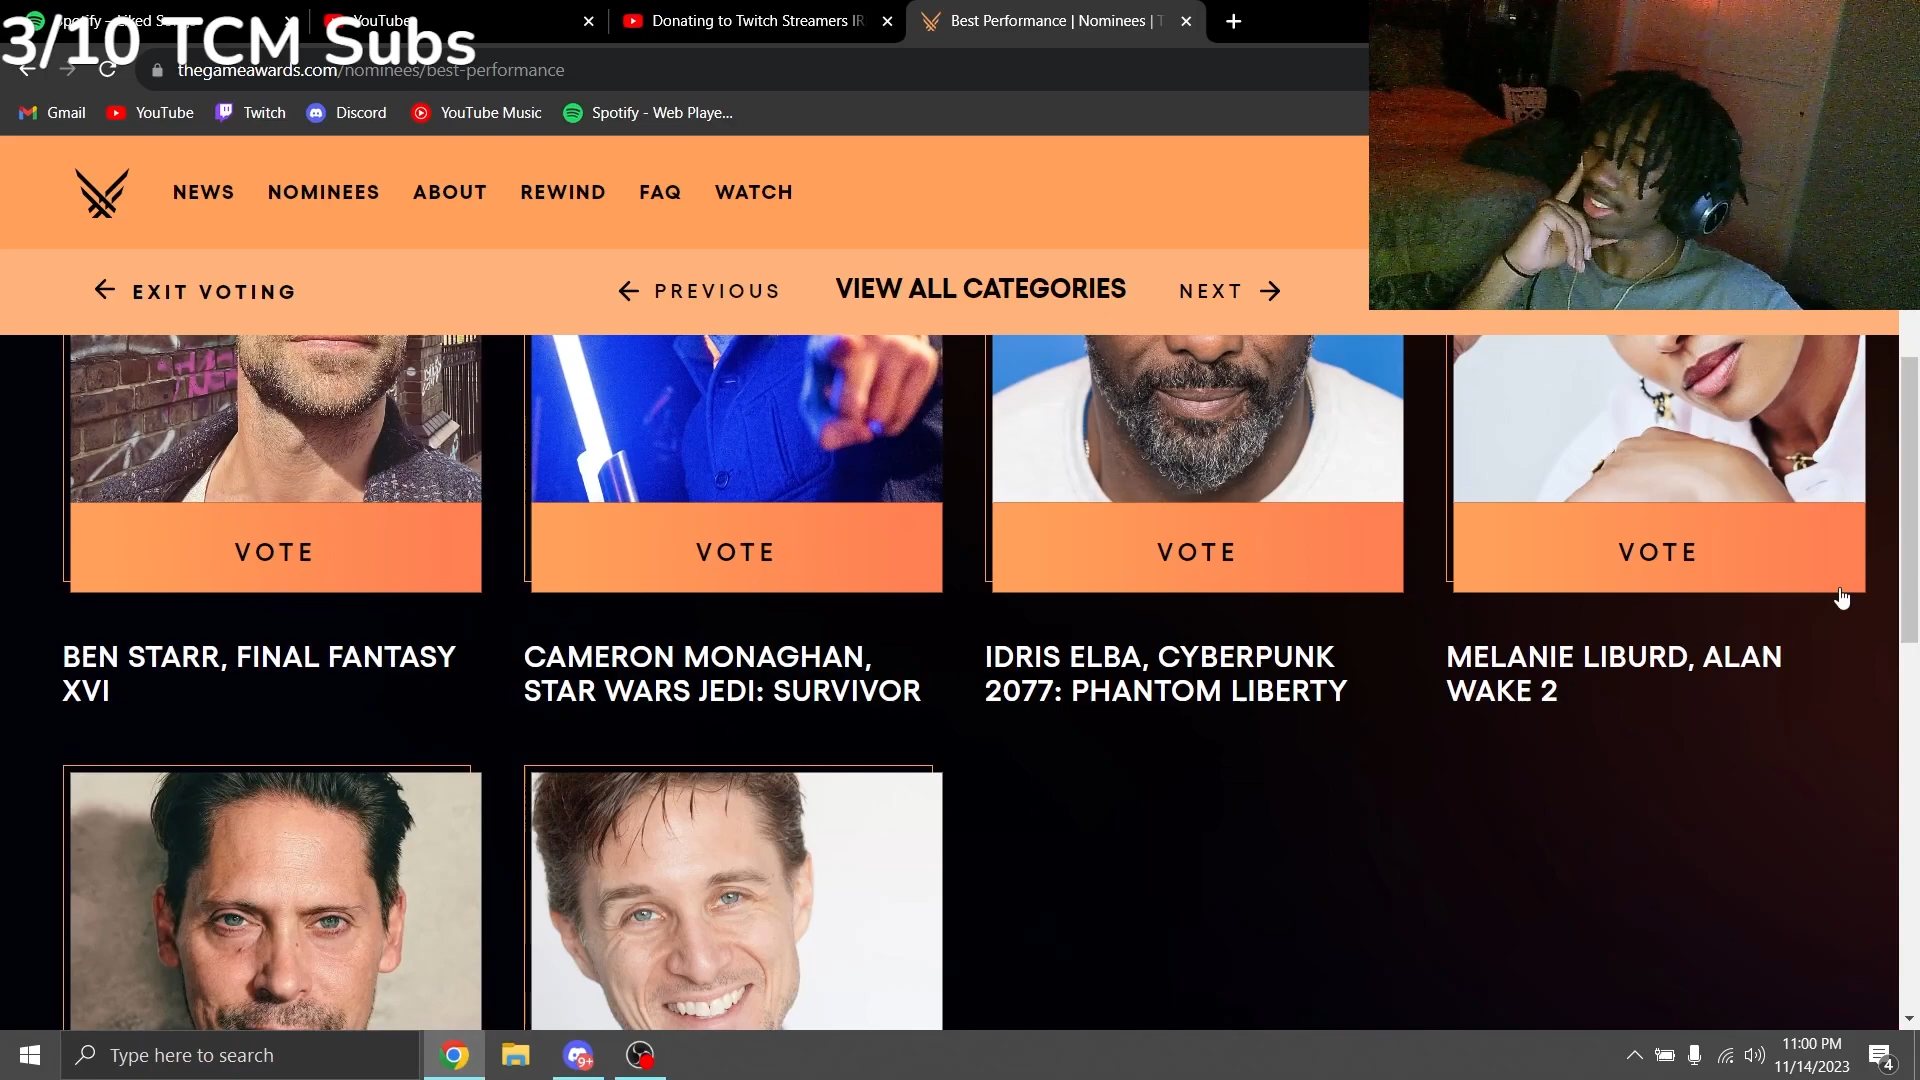 3/10 TCM Subs
YouTube
Donating to Twitch Streamers IR
Best Performance | Nominees | T
thegameawards.com/nominees/best-performance
Gmail
YouTube
Twitch
Discord
YouTube Music
Spotify - Web Playe...
NEWS
NOMINEES
ABOUT
REWIND
FAQ
WATCH
EXIT VOTING
PREVIOUS
VIEW ALL CATEGORIES
NEXT
VOTE
VOTE
VOTE
VOTE
BEN STARR, FINAL FANTASY
XVI
CAMERON MONAGHAN,
STAR WARS JEDI: SURVIVOR
IDRIS ELBA, CYBERPUNK
2077: PHANTOM LIBERTY
MELANIE LIBURD, ALAN
WAKE 2
Type here to search
9+
11:00 PM
11/14/2023
4